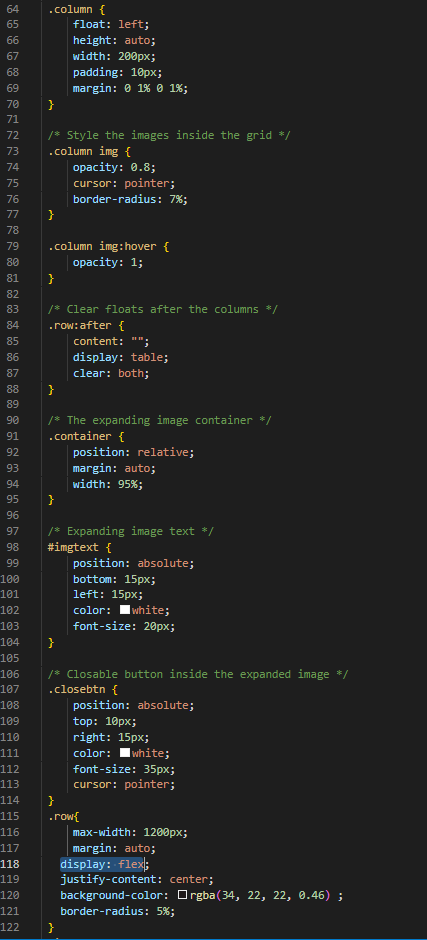 64 .column {
65 float: left;
66 height: auto;
67 width: 200px;
68 padding: 10px;
69 margin: 0 1% 0 1%;
70 }
71
72 /* Style the images inside the grid */
73 .column img {
74 opacity: 0.8;
75 cursor: pointer;
76 border-radius: 7%;
77 }
78
79 .column img:hover {
80 opacity: 1;
81 }
82
83 /* Clear floats after the columns */
84 .row:after {
85 content: "";
86 display: table;
87 clear: both;
88 }
89
90 /* The expanding image container */
91 .container {
92 position: relative;
93 margin: auto;
94 width: 95%;
95 }
96
97 /* Expanding image text */
98 #imgtext {
99 position: absolute;
100 bottom: 15px;
101 left: 15px;
102 color: white;
103 font-size: 20px;
104 }
105
106 /* Closable button inside the expanded image */
107 .closebtn {
108 position: absolute;
109 top: 10px;
110 right: 15px;
111 color: white;
112 font-size: 35px;
113 cursor: pointer;
114 }
115 .row{
116 max-width: 1200px;
117 margin: auto;
118 display: flex;
119 justify-content: center;
120 background-color: rgba(34, 22, 22, 0.46) ;
121 border-radius: 5%;
122 }